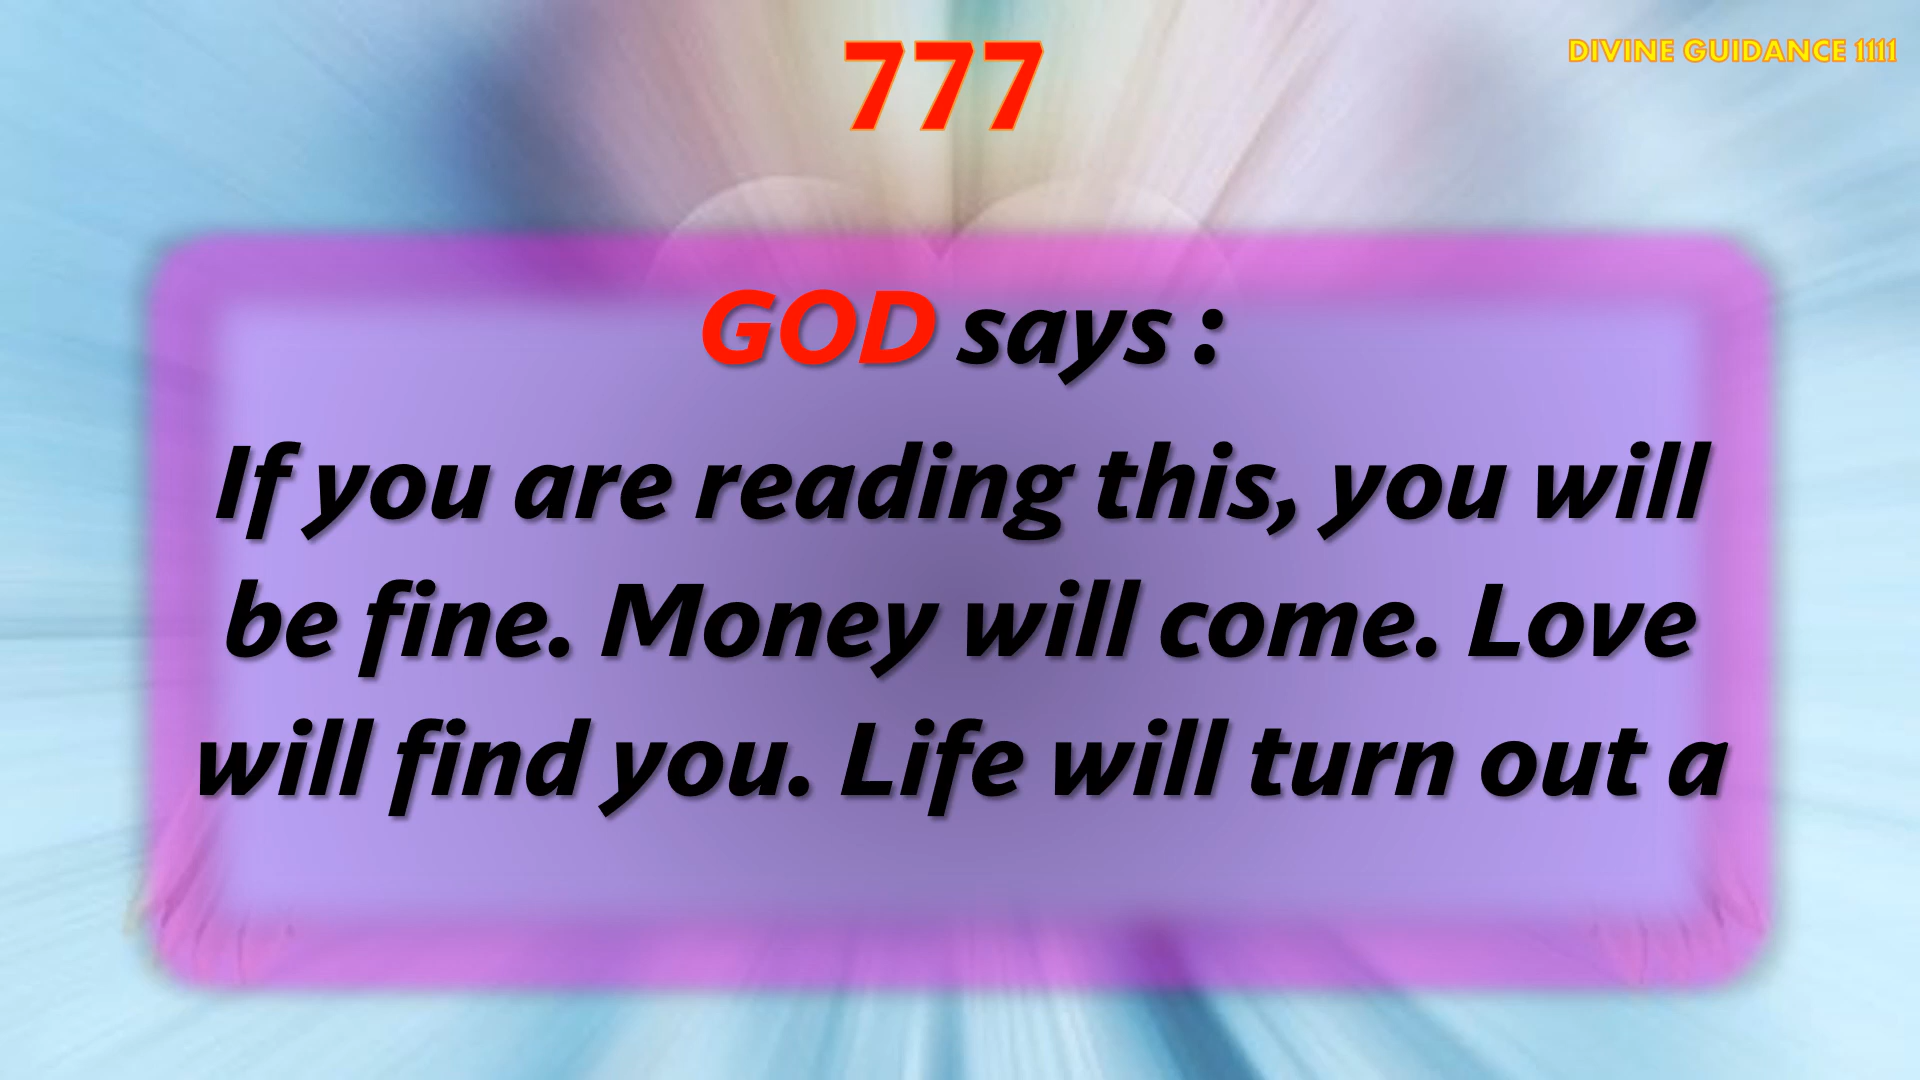 777
DIVINE GUIDANCE 1111
GOD says :
If you are reading this, you will
be fine. Money will come. Love
will find you. Life will turn out a